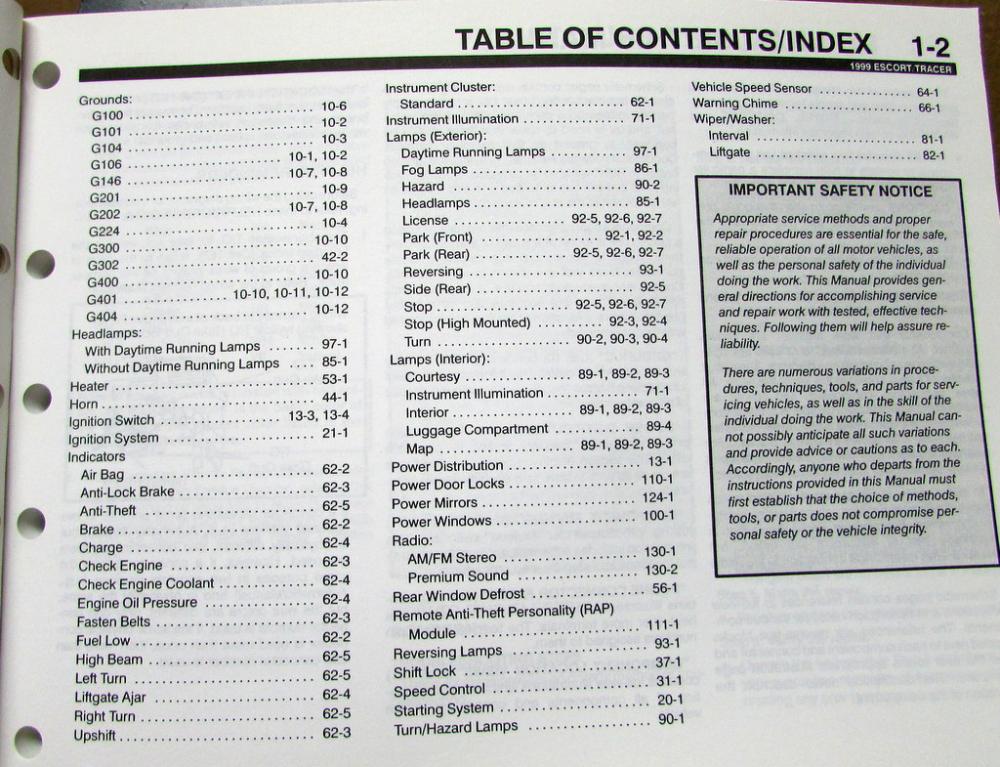 TABLE OF CONTENTS/INDEX 1-2
1999 ESCORT/TRACER
Grounds:
G100 10-6
G101 10-2
G104 10-3
G106 10-1, 10-2
G146 10-7, 10-8
G201 10-9
G202 10-7, 10-8
G224 10-4
G300 10-10
G302 42-2
G400 10-10
G401 10-10, 10-11, 10-12
G404 10-12
Headlamps:
With Daytime Running Lamps 97-1
Without Daytime Running Lamps 85-1
Heater 53-1
Horn 44-1
Ignition Switch 13-3, 13-4
Ignition System 21-1
Indicators
Air Bag 62-2
Anti-Lock Brake 62-3
Anti-Theft 62-5
Brake 62-2
Charge 62-4
Check Engine 62-3
Check Engine Coolant 62-4
Engine Oil Pressure 62-4
Fasten Belts 62-3
Fuel Low 62-2
High Beam 62-5
Left Turn 62-5
Liftgate Ajar 62-4
Right Turn 62-5
Upshift 62-3
Instrument Cluster:
Standard 62-1
Instrument Illumination 71-1
Lamps (Exterior):
Daytime Running Lamps 97-1
Fog Lamps 86-1
Hazard 90-2
Headlamps 85-1
License 92-5, 92-6, 92-7
Park (Front) 92-1, 92-2
Park (Rear) 92-5, 92-6, 92-7
Reversing 93-1
Side (Rear) 92-5
Stop 92-5, 92-6, 92-7
Stop (High Mounted) 92-3, 92-4
Turn 90-2, 90-3, 90-4
Lamps (Interior):
Courtesy 89-1, 89-2, 89-3
Instrument Illumination 71-1
Interior 89-1, 89-2, 89-3
Luggage Compartment 89-4
Map 89-1, 89-2, 89-3
Power Distribution 13-1
Power Door Locks 110-1
Power Mirrors 124-1
Power Windows 100-1
Radio:
AM/FM Stereo 130-1
Premium Sound 130-2
Rear Window Defrost 56-1
Remote Anti-Theft Personality (RAP)
Module 111-1
Reversing Lamps 93-1
Shift Lock 37-1
Speed Control 31-1
Starting System 20-1
Turn/Hazard Lamps 90-1
Vehicle Speed Sensor 64-1
Warning Chime 66-1
Wiper/Washer:
Interval 81-1
Liftgate 82-1
IMPORTANT SAFETY NOTICE
Appropriate service methods and proper
repair procedures are essential for the safe,
reliable operation of all motor vehicles, as
well as the personal safety of the individual
doing the work. This Manual provides gen-
eral directions for accomplishing service
and repair work with tested, effective tech-
niques. Following them will help assure re-
liability.
There are numerous variations in proce-
dures, techniques, tools, and parts for serv-
icing vehicles, as well as in the skill of the
individual doing the work. This Manual can-
not possibly anticipate all such variations
and provide advice or cautions as to each.
Accordingly, anyone who departs from the
instructions provided in this Manual must
first establish that the choice of methods,
tools, or parts does not compromise per-
sonal safety or the vehicle integrity.